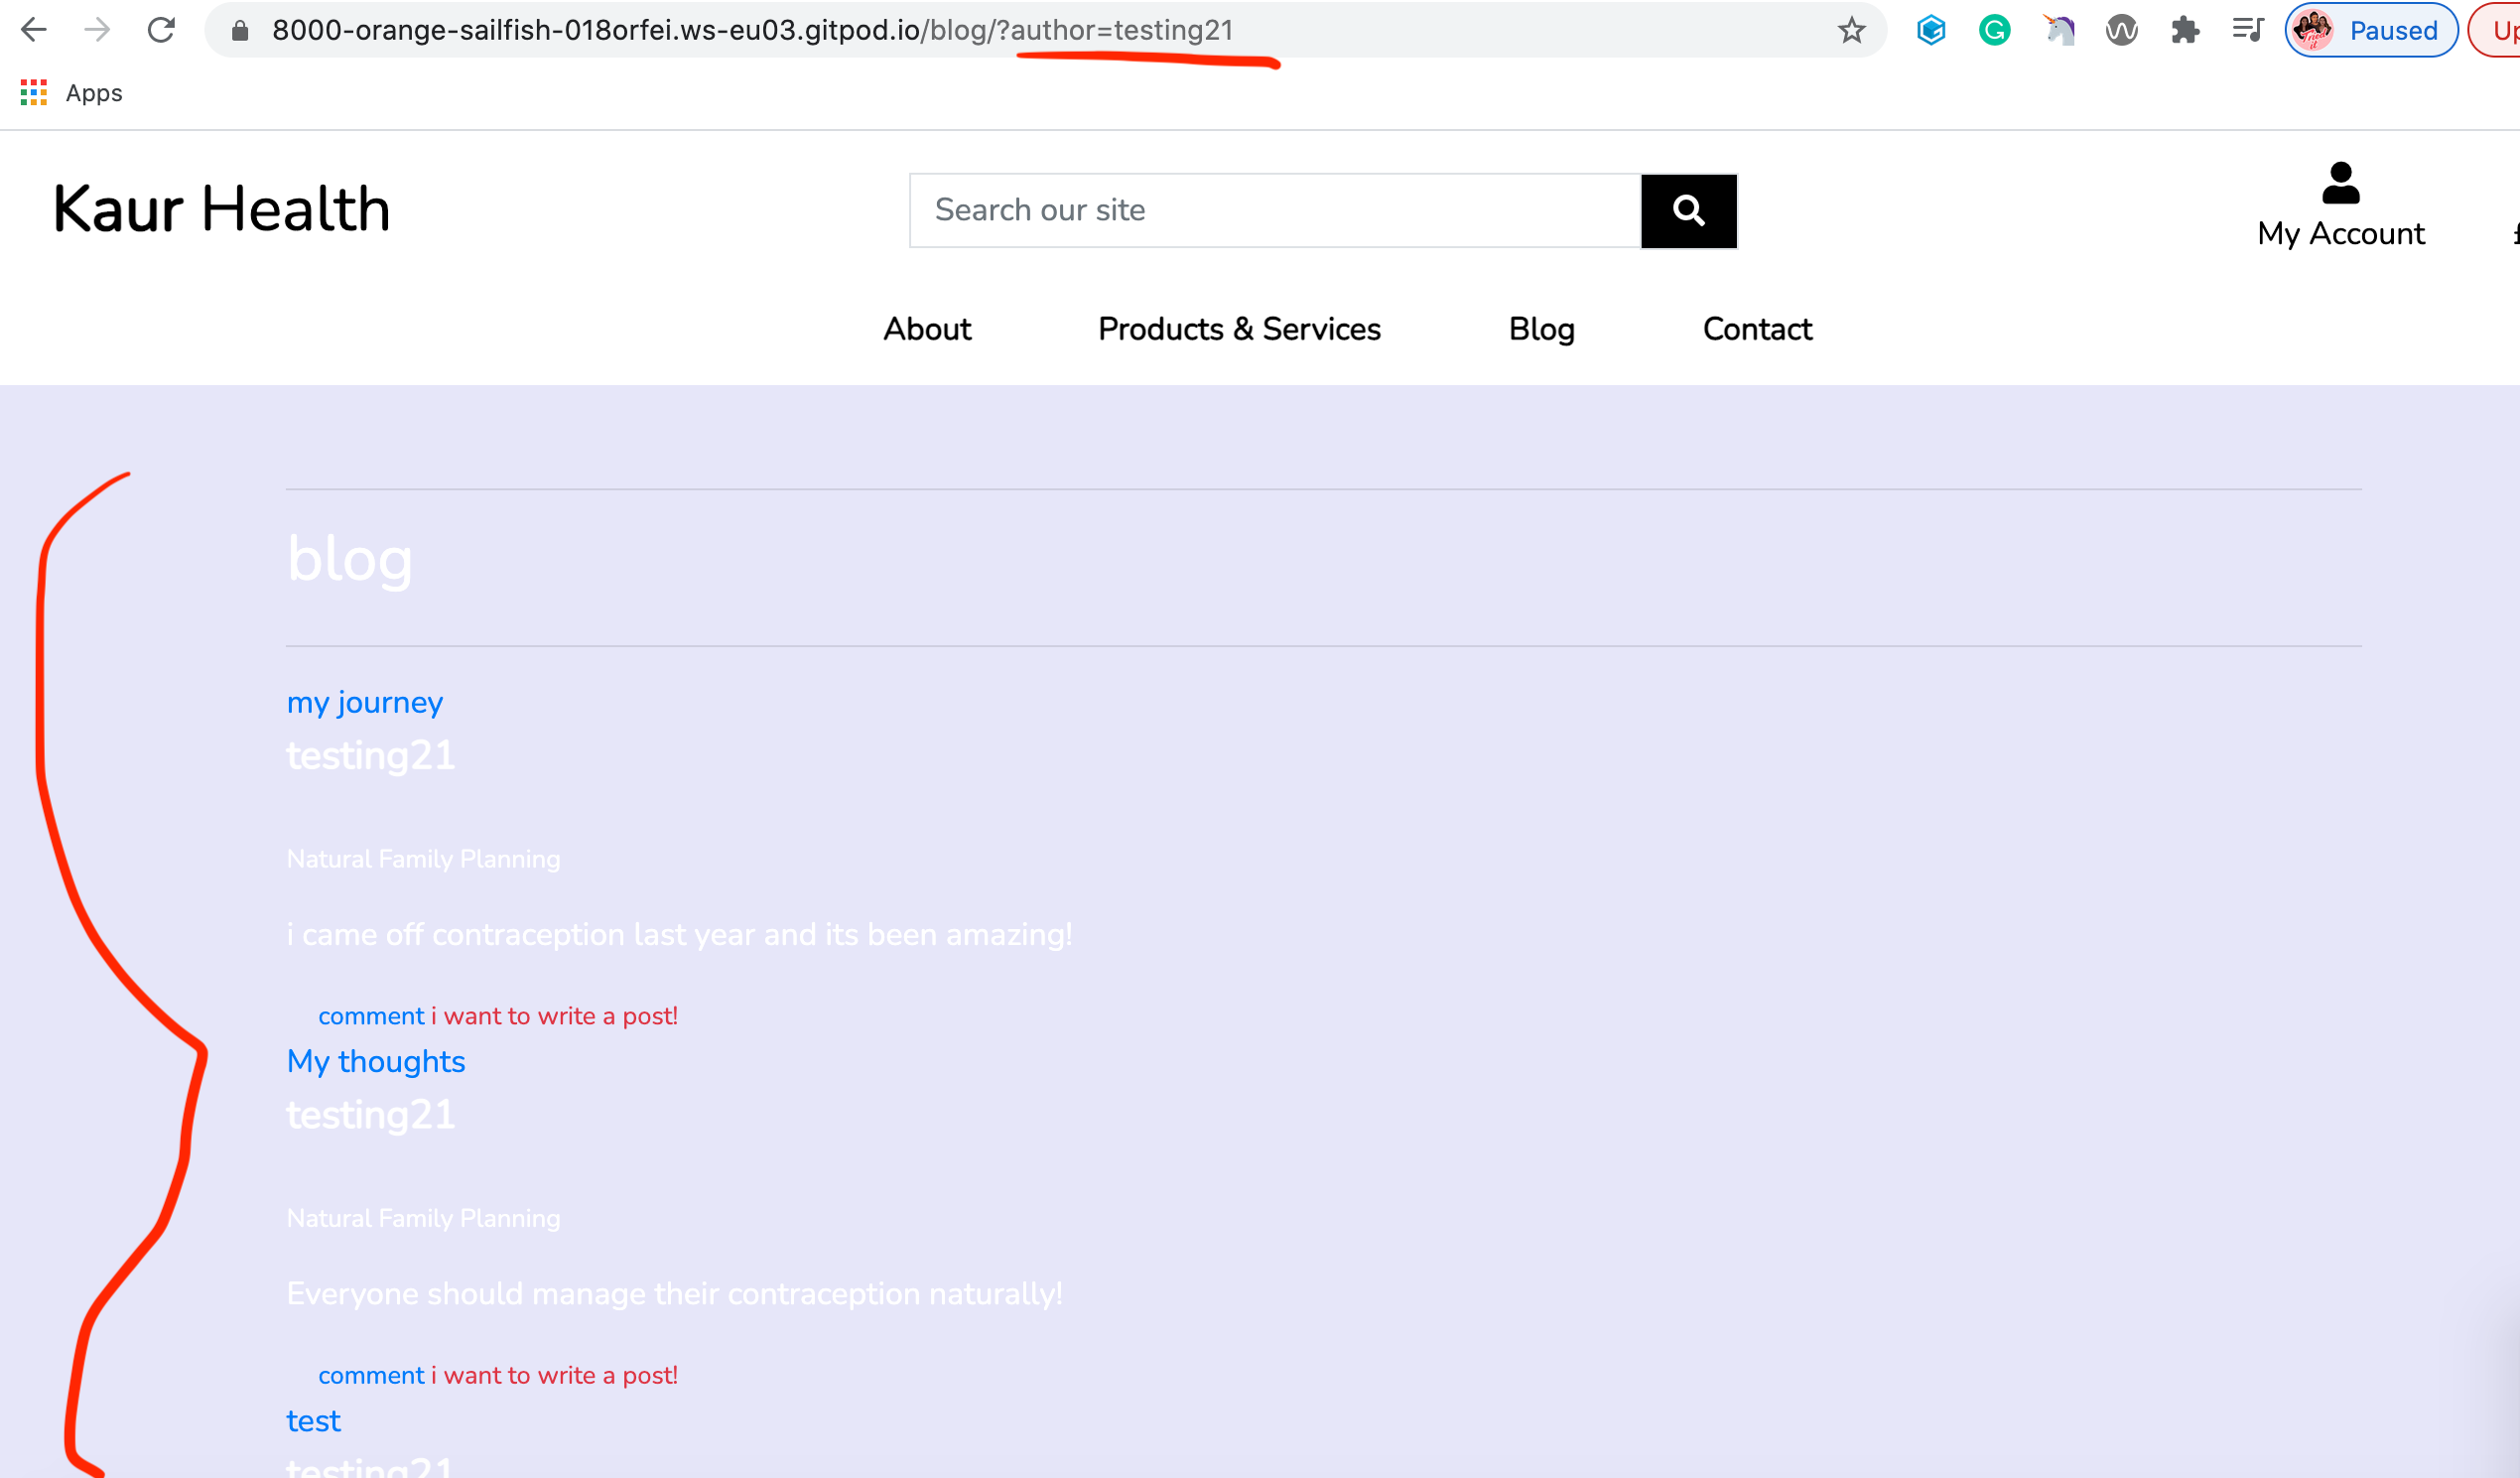 8000-orange-sailfish-018orfei.ws-eu03.gitpod.io/blog/?author=testing21
Paused
Apps
Kaur Health
Search our site
My Account
About Products & Services Blog Contact
blog
my journey
testing21
Natural Family Planning
i came off contraception last year and its been amazing!
comment i want to write a post!
My thoughts
testing21
Natural Family Planning
Everyone should manage their contraception naturally!
comment i want to write a post!
test
testing21